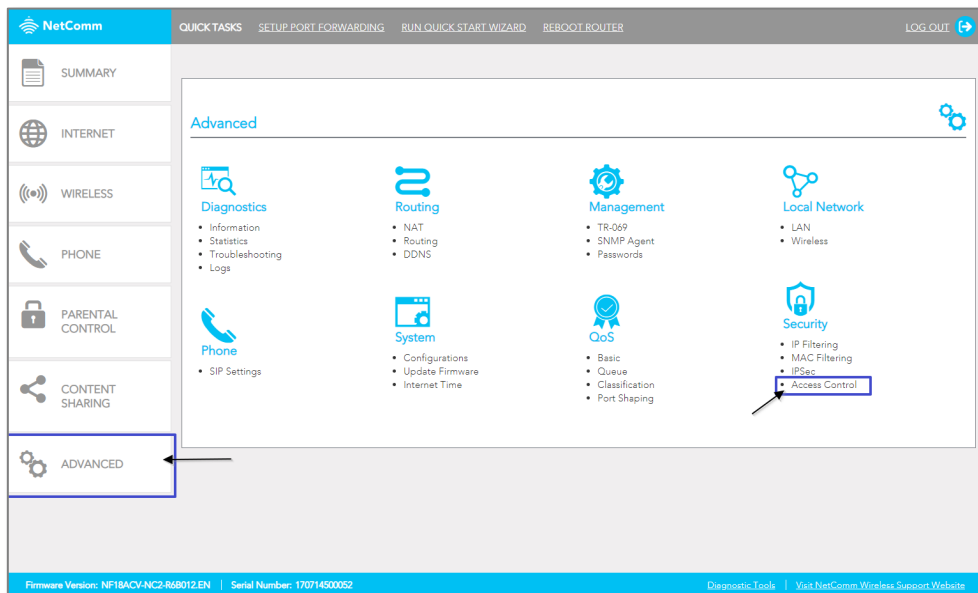 NetComm
QUICK TASKS SETUP PORT FORWARDING RUN QUICK START WIZARD REBOOT ROUTER LOG OUT
SUMMARY
INTERNET
WIRELESS
PHONE
PARENTAL
CONTROL
CONTENT
SHARING
ADVANCED
Advanced
Diagnostics
• Information
• Statistics
• Troubleshooting
• Logs
Routing
• NAT
• Routing
• DDNS
Management
• TR-069
• SNMP Agent
• Passwords
Local Network
• LAN
• Wireless
Phone
• SIP Settings
System
• Configurations
• Update Firmware
• Internet Time
QoS
• Basic
• Queue
• Classification
• Port Shaping
Security
• IP Filtering
• MAC Filtering
• IPSec
• Access Control
Firmware Version: NF18ACV-NC2-R6B012.EN | Serial Number: 170714500052 Diagnostic Tools | Visit NetComm Wireless Support Website